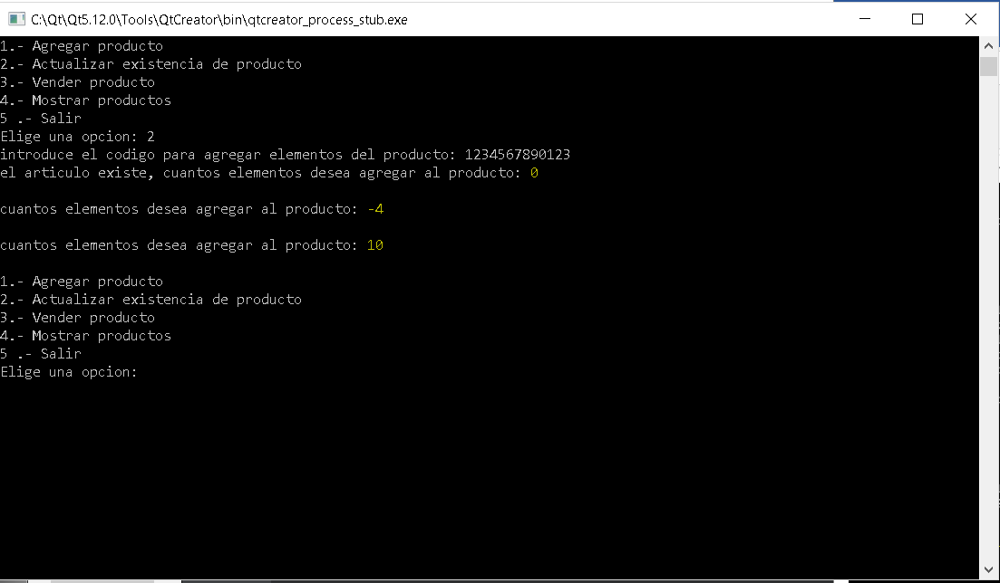 C:\Qt\Qt5.12.0\Tools\QtCreator\bin\qtcreator_process_stub.exe
1.- Agregar producto
2.- Actualizar existencia de producto
3.- Vender producto
4.- Mostrar productos
5 .- Salir
Elige una opcion: 2
introduce el codigo para agregar elementos del producto: 1234567890123
el articulo existe, cuantos elementos desea agregar al producto: 0
cuantos elementos desea agregar al producto: -4
cuantos elementos desea agregar al producto: 10
1.- Agregar producto
2.- Actualizar existencia de producto
3.- Vender producto
4.- Mostrar productos
5 .- Salir
Elige una opcion: